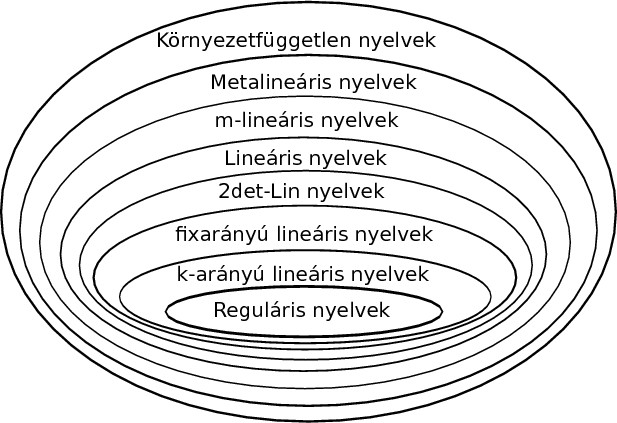 Környezetfüggetlen nyelvek
Metalineáris nyelvek
m-lineáris nyelvek
Lineáris nyelvek
2det-Lin nyelvek
fixarányú lineáris nyelvek
k-arányú lineáris nyelvek
Reguláris nyelvek